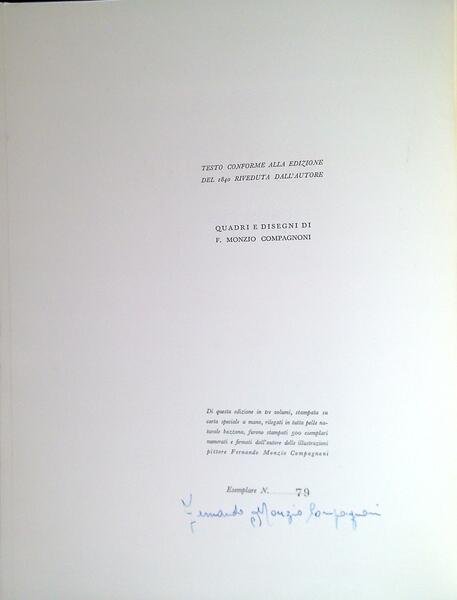 TESTO CONFORME ALLA EDIZIONE
DEL 1840 RIVEDUTA DALL'AUTORE
QUADRI E DISEGNI DI
F. MONZIO COMPAGNONI
Di questa edizione in tre volumi, stampata su
carta speciale a mano, rilegati in tutta pelle na-
turale bazzana, furono stampati 500 esemplari
numerati e firmati dall'autore delle illustrazioni
pittore Fernando Monzio Compagnoni
Esemplare N. 79
Fernando Monzio Compagnoni